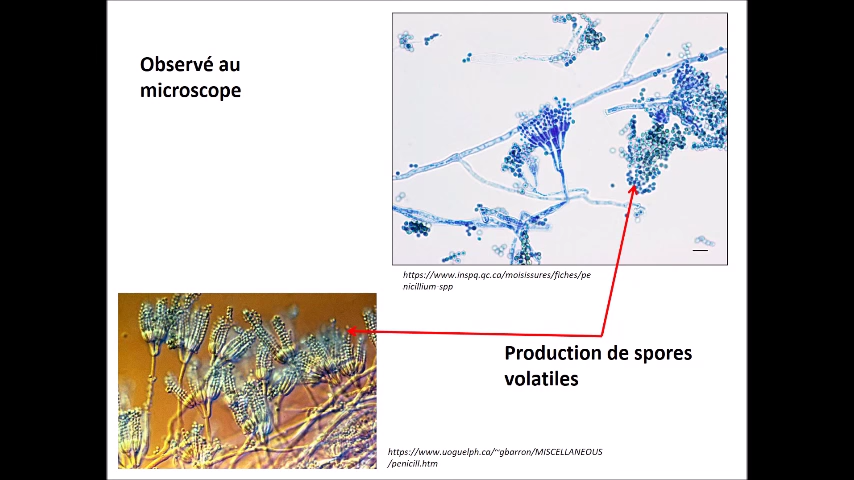 Observé au
microscope
https://www.inspq.qc.ca/moisissures/fiches/pe
nicillium-spp
Production de spores
volatiles
https://www.uoguelph.ca/~gbarron/MISCELLANEOUS
/penicill.htm